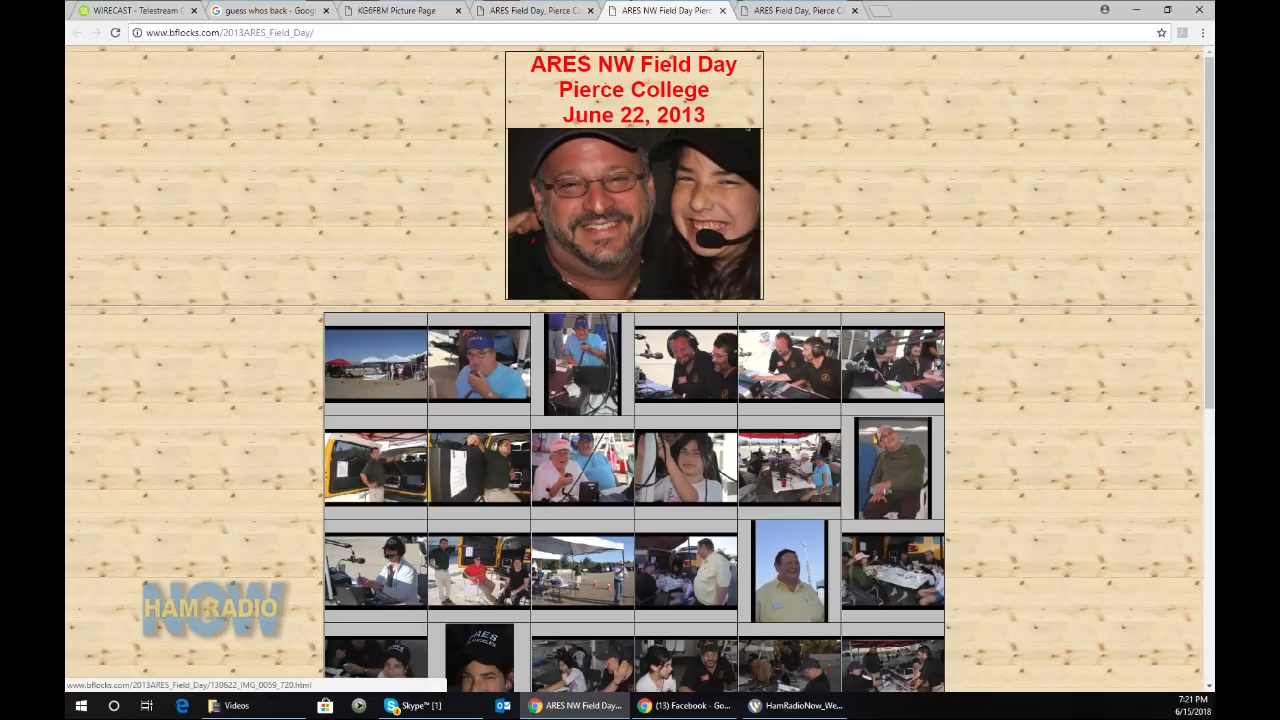 WIRECAST - Telestream C
guess whos back - Goog
KG6FBM Picture Page
ARES Field Day, Pierce C
ARES NW Field Day Pierc
ARES Field Day, Pierce C
www.bflocks.com/2013ARES_Field_Day/
ARES NW Field Day
Pierce College
June 22, 2013
ARES
NOW
HAM RADIO
www.bflocks.com/2013ARES_Field_Day/130622_IMG_0059_720.html
Videos
Skype™ [1]
ARES NW Field Day...
(13) Facebook - Go...
HamRadioNow_We...
7:21 PM
6/15/2018